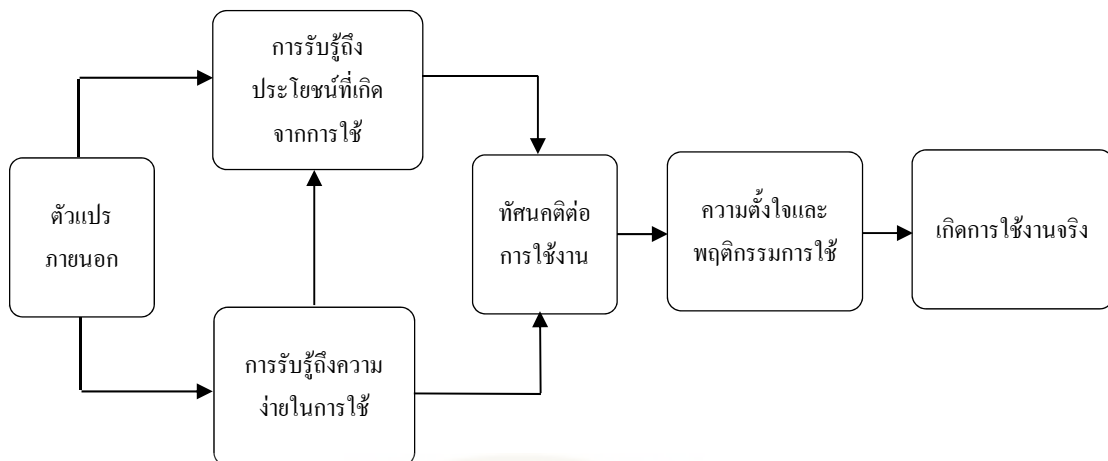 การรับรู้ถึง
ประโยชน์ที่เกิด
จากการใช้
ตัวแปร
ภายนอก
การรับรู้ถึงความ
ง่ายในการใช้
ทัศนคติต่อ
การใช้งาน
ความตั้งใจและ
พฤติกรรมการใช้
เกิดการใช้งานจริง